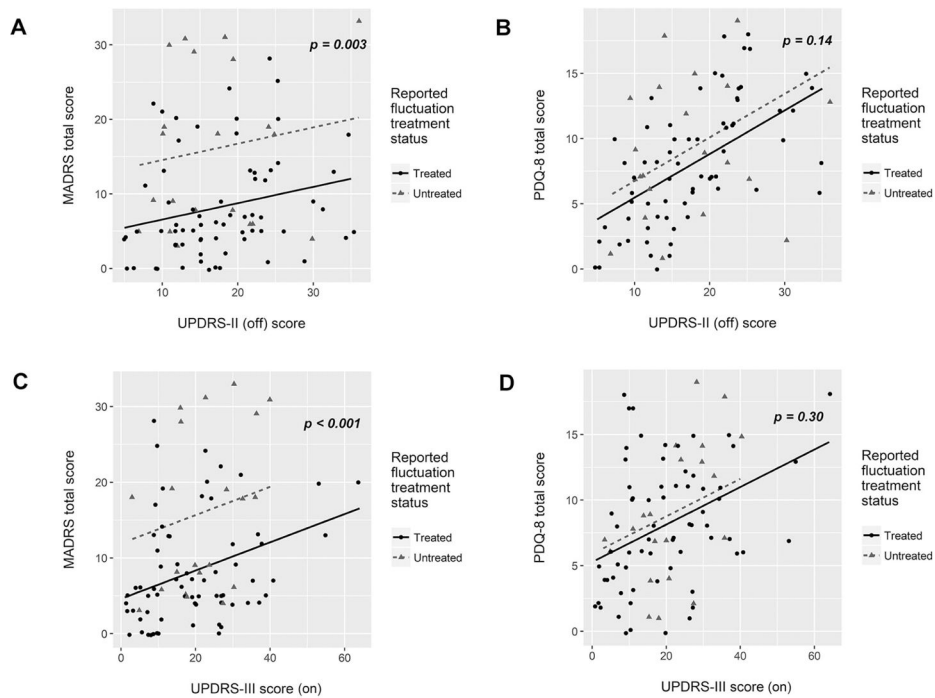 A
MADRS total score
30
20
10
0
10
20
30
UPDRS-II (off) score
p = 0.003
Reported
fluctuation
treatment
status
Treated
Untreated
B
PDQ-8 total score
15
10
5
0
10
20
30
UPDRS-II (off) score
p = 0.14
Reported
fluctuation
treatment
status
Treated
Untreated
C
MADRS total score
30
20
10
0
0
20
40
60
UPDRS-III score (on)
p < 0.001
Reported
fluctuation
treatment
status
Treated
Untreated
D
PDQ-8 total score
15
10
5
0
0
20
40
60
UPDRS-III score (on)
p = 0.30
Reported
fluctuation
treatment
status
Treated
Untreated